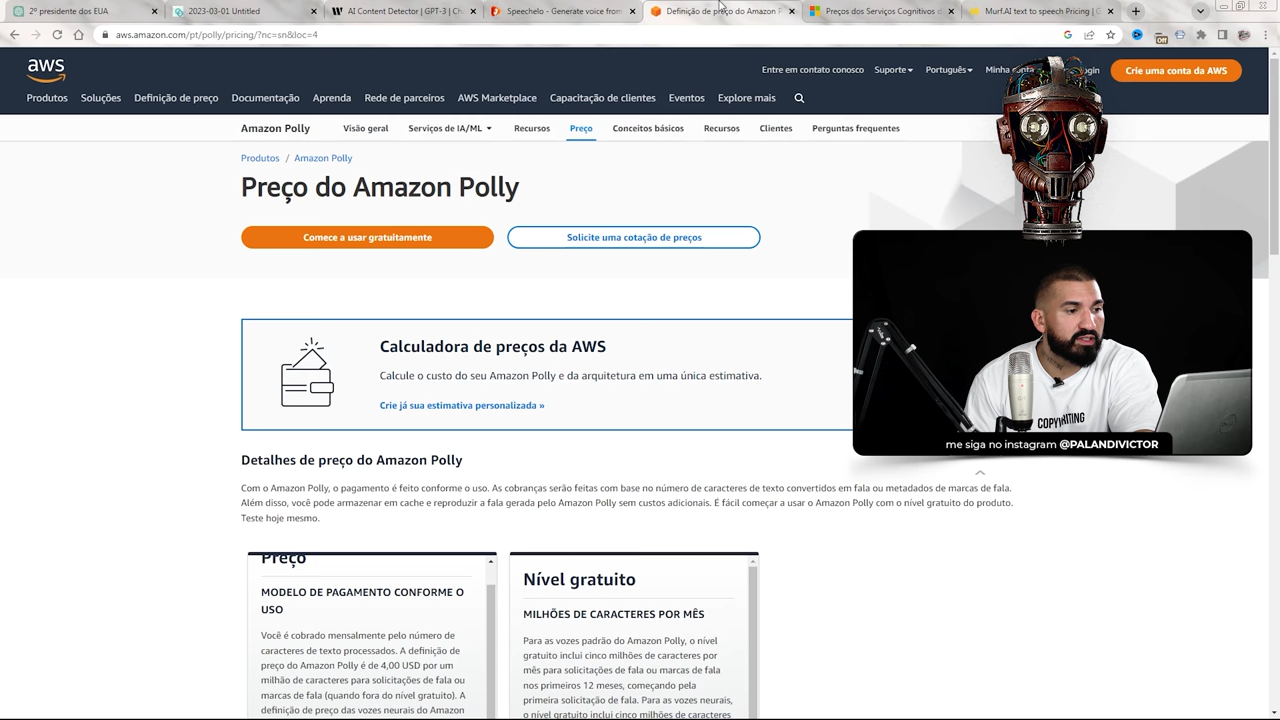 2º presidente dos EUA
2023-03-01 Untitled
AI Content Detector | GPT-3 | Ch
Speechelo - Generate voice from
Definição de preço do Amazon P
Preços dos Serviços Cognitivos d
Murf.AI text to speech Pricing | G
aws.amazon.com/pt/polly/pricing/?nc=sn&loc=4
Off
aws
Entre em contato conosco
Suporte
Português
Minha conta
Crie uma conta da AWS
Produtos
Soluções
Definição de preço
Documentação
Aprenda
Rede de parceiros
AWS Marketplace
Capacitação de clientes
Eventos
Explore mais
Amazon Polly
Visão geral
Serviços de IA/ML
Recursos
Preço
Conceitos básicos
Recursos
Clientes
Perguntas frequentes
Produtos / Amazon Polly
Preço do Amazon Polly
Comece a usar gratuitamente
Solicite uma cotação de preços
Calculadora de preços da AWS
Calcule o custo do seu Amazon Polly e da arquitetura em uma única estimativa.
Crie já sua estimativa personalizada »
COPYWRITING
me siga no instagram @PALANDIVICTOR
Detalhes de preço do Amazon Polly
Com o Amazon Polly, o pagamento é feito conforme o uso. As cobranças serão feitas com base no número de caracteres de texto convertidos em fala ou metadados de marcas de fala.
Além disso, você pode armazenar em cache e reproduzir a fala gerada pelo Amazon Polly sem custos adicionais. É fácil começar a usar o Amazon Polly com o nível gratuito do produto.
Teste hoje mesmo.
Preço
MODELO DE PAGAMENTO CONFORME O
USO
Você é cobrado mensalmente pelo número de
caracteres de texto processados. A definição de
preço do Amazon Polly é de 4,00 USD por um
milhão de caracteres para solicitações de fala ou
marcas de fala (quando fora do nível gratuito). A
definição de preço das vozes neurais do Amazon
Nível gratuito
MILHÕES DE CARACTERES POR MÊS
Para as vozes padrão do Amazon Polly, o nível
gratuito inclui cinco milhões de caracteres por
mês para solicitações de fala ou marcas de fala
nos primeiros 12 meses, começando pela
primeira solicitação de fala. Para as vozes neurais,
o nível gratuito inclui cinco milhões de caracteres